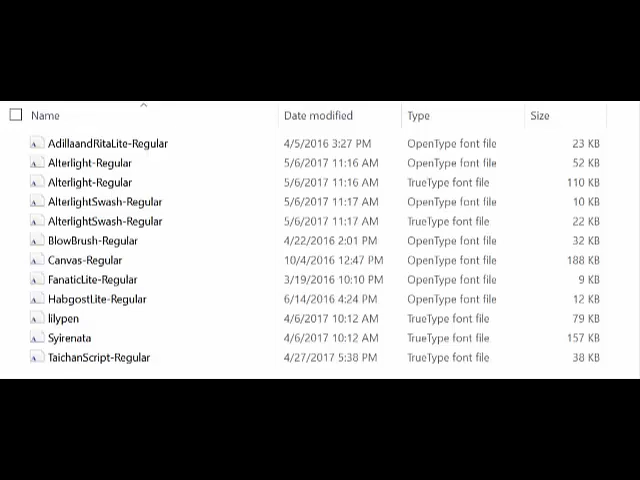 Name Date modified Type Size
AdillaandRitaLite-Regular 4/5/2016 3:27 PM OpenType font file 23 KB
Alterlight-Regular 5/6/2017 11:16 AM OpenType font file 52 KB
Alterlight-Regular 5/6/2017 11:16 AM TrueType font file 110 KB
AlterlightSwash-Regular 5/6/2017 11:17 AM OpenType font file 10 KB
AlterlightSwash-Regular 5/6/2017 11:17 AM TrueType font file 22 KB
BlowBrush-Regular 4/22/2016 2:01 PM OpenType font file 32 KB
Canvas-Regular 10/4/2016 12:47 PM OpenType font file 188 KB
FanaticLite-Regular 3/19/2016 10:10 PM OpenType font file 9 KB
HabgostLite-Regular 6/14/2016 4:24 PM OpenType font file 12 KB
lilypen 4/6/2017 10:12 AM TrueType font file 79 KB
Syirenata 4/6/2017 10:12 AM TrueType font file 157 KB
TaichanScript-Regular 4/27/2017 5:38 PM TrueType font file 38 KB